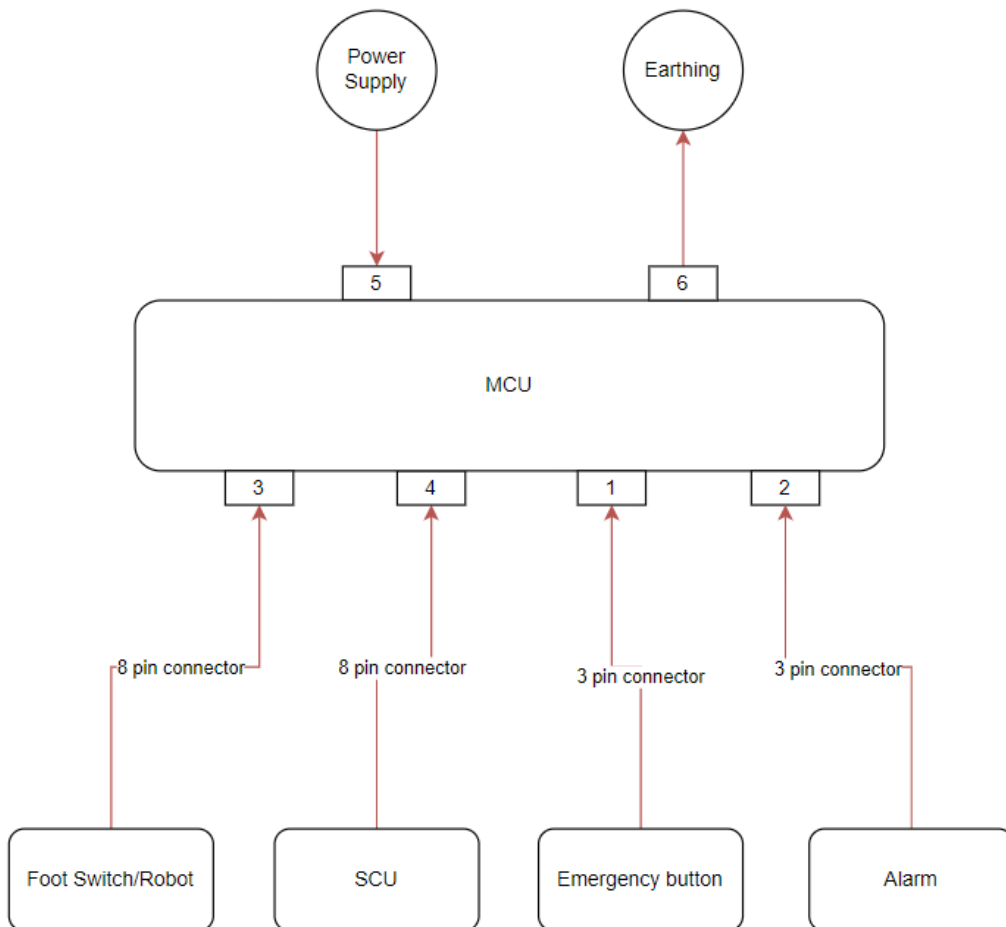 Power
Supply
Earthing
5
6
MCU
3
4
1
2
8 pin connector
8 pin connector
3 pin connector
3 pin connector
Foot Switch/Robot
SCU
Emergency button
Alarm